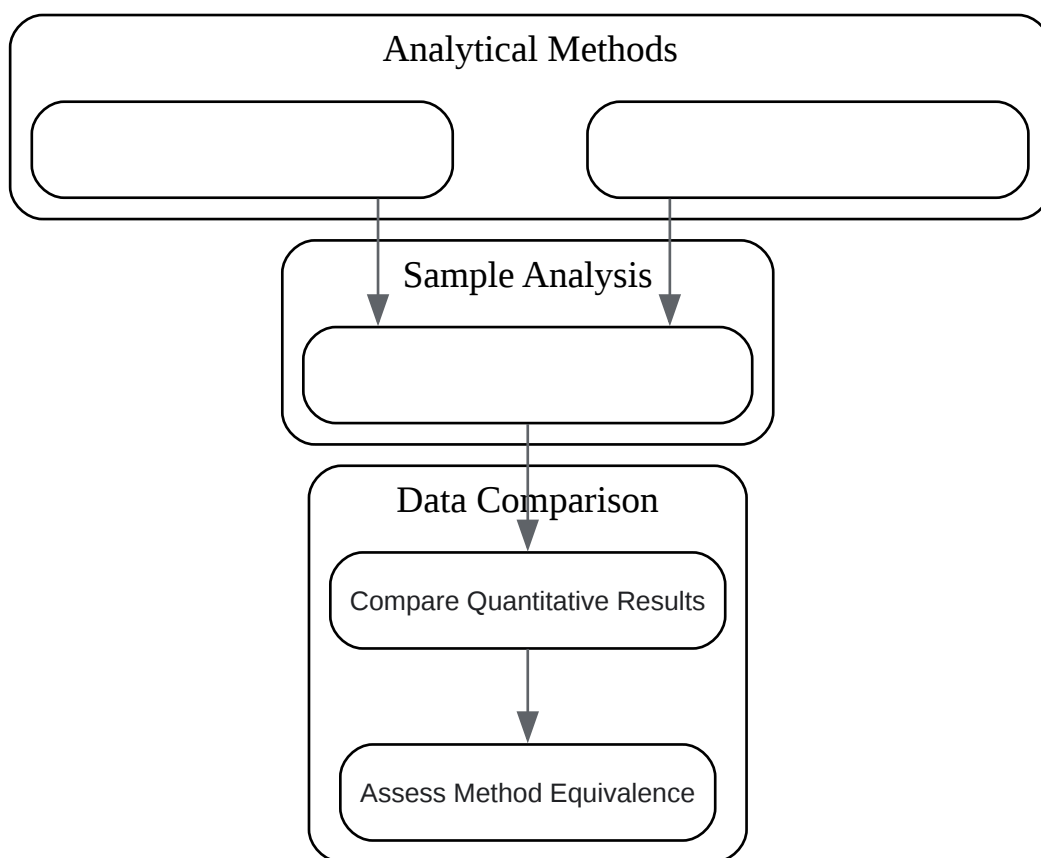 Analytical Methods
Sample Analysis
Data Comparison
Compare Quantitative Results
Assess Method Equivalence